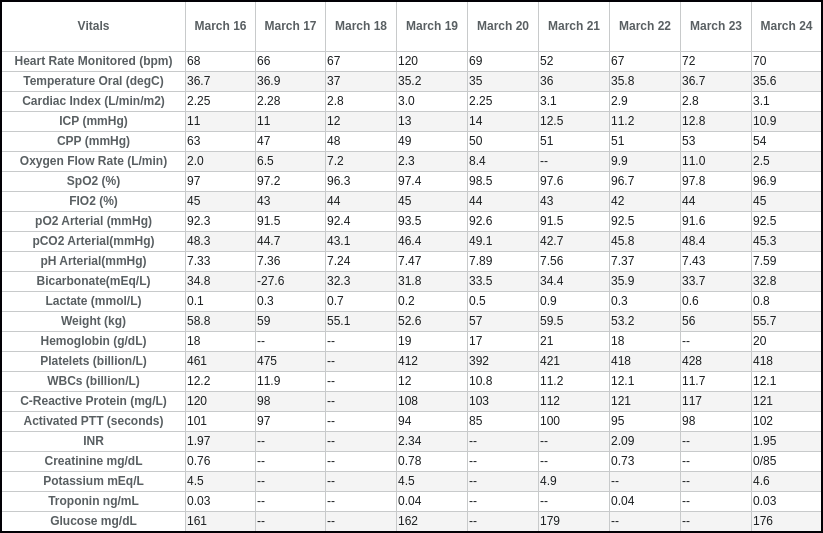 Vitals March 16 March 17 March 18 March 19 March 20 March 21 March 22 March 23 March 24
Heart Rate Monitored (bpm) 68 66 67 120 69 52 67 72 70
Temperature Oral (degC) 36.7 36.9 37 35.2 35 36 35.8 36.7 35.6
Cardiac Index (L/min/m2) 2.25 2.28 2.8 3.0 2.25 3.1 2.9 2.8 3.1
ICP (mmHg) 11 11 12 13 14 12.5 11.2 12.8 10.9
CPP (mmHg) 63 47 48 49 50 51 51 53 54
Oxygen Flow Rate (L/min) 2.0 6.5 7.2 2.3 8.4 -- 9.9 11.0 2.5
SpO2 (%) 97 97.2 96.3 97.4 98.5 97.6 96.7 97.8 96.9
FIO2 (%) 45 43 44 45 44 43 42 44 45
pO2 Arterial (mmHg) 92.3 91.5 92.4 93.5 92.6 91.5 92.5 91.6 92.5
pCO2 Arterial(mmHg) 48.3 44.7 43.1 46.4 49.1 42.7 45.8 48.4 45.3
pH Arterial(mmHg) 7.33 7.36 7.24 7.47 7.89 7.56 7.37 7.43 7.59
Bicarbonate(mEq/L) 34.8 -27.6 32.3 31.8 33.5 34.4 35.9 33.7 32.8
Lactate (mmol/L) 0.1 0.3 0.7 0.2 0.5 0.9 0.3 0.6 0.8
Weight (kg) 58.8 59 55.1 52.6 57 59.5 53.2 56 55.7
Hemoglobin (g/dL) 18 -- -- 19 17 21 18 -- 20
Platelets (billion/L) 461 475 -- 412 392 421 418 428 418
WBCs (billion/L) 12.2 11.9 -- 12 10.8 11.2 12.1 11.7 12.1
C-Reactive Protein (mg/L) 120 98 -- 108 103 112 121 117 121
Activated PTT (seconds) 101 97 -- 94 85 100 95 98 102
INR 1.97 -- -- 2.34 -- -- 2.09 -- 1.95
Creatinine mg/dL 0.76 -- -- 0.78 -- -- 0.73 -- 0/85
Potassium mEq/L 4.5 -- -- 4.5 -- 4.9 -- -- 4.6
Troponin ng/mL 0.03 -- -- 0.04 -- -- 0.04 -- 0.03
Glucose mg/dL 161 -- -- 162 -- 179 -- -- 176